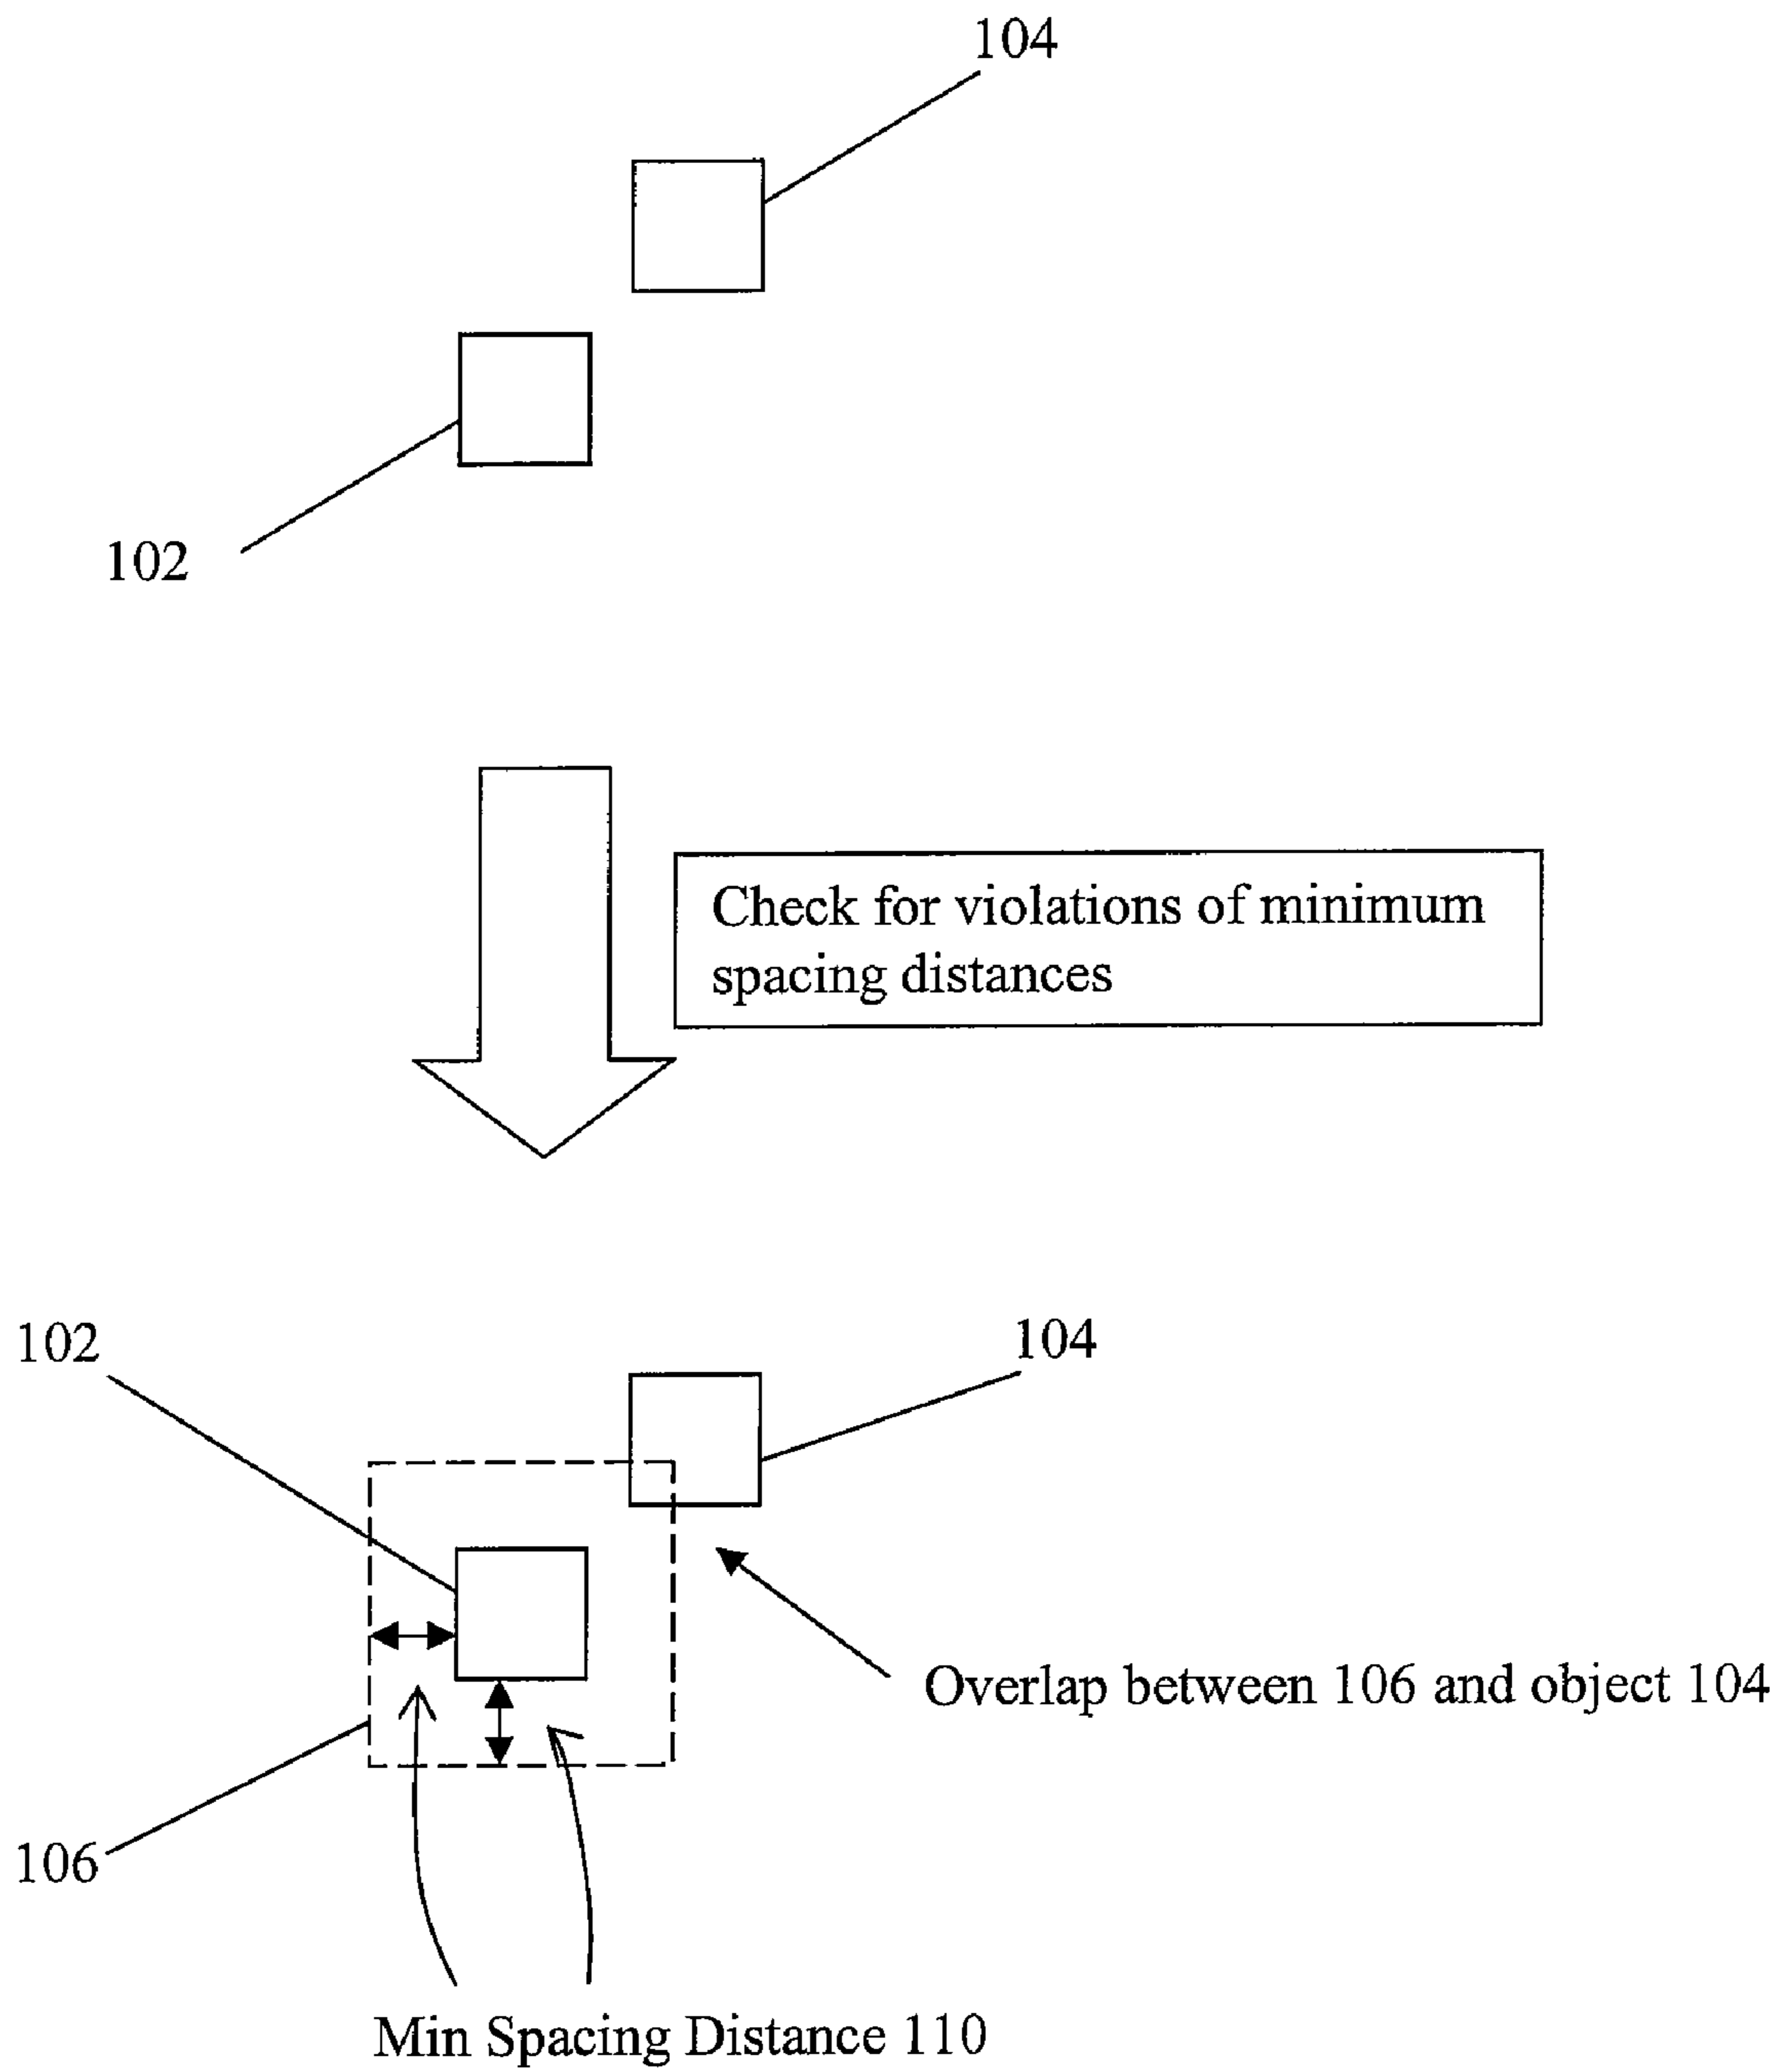 104
102
Check for violations of minimum
spacing distances
102
104
Overlap between 106 and object 104
106
Min Spacing Distance 110